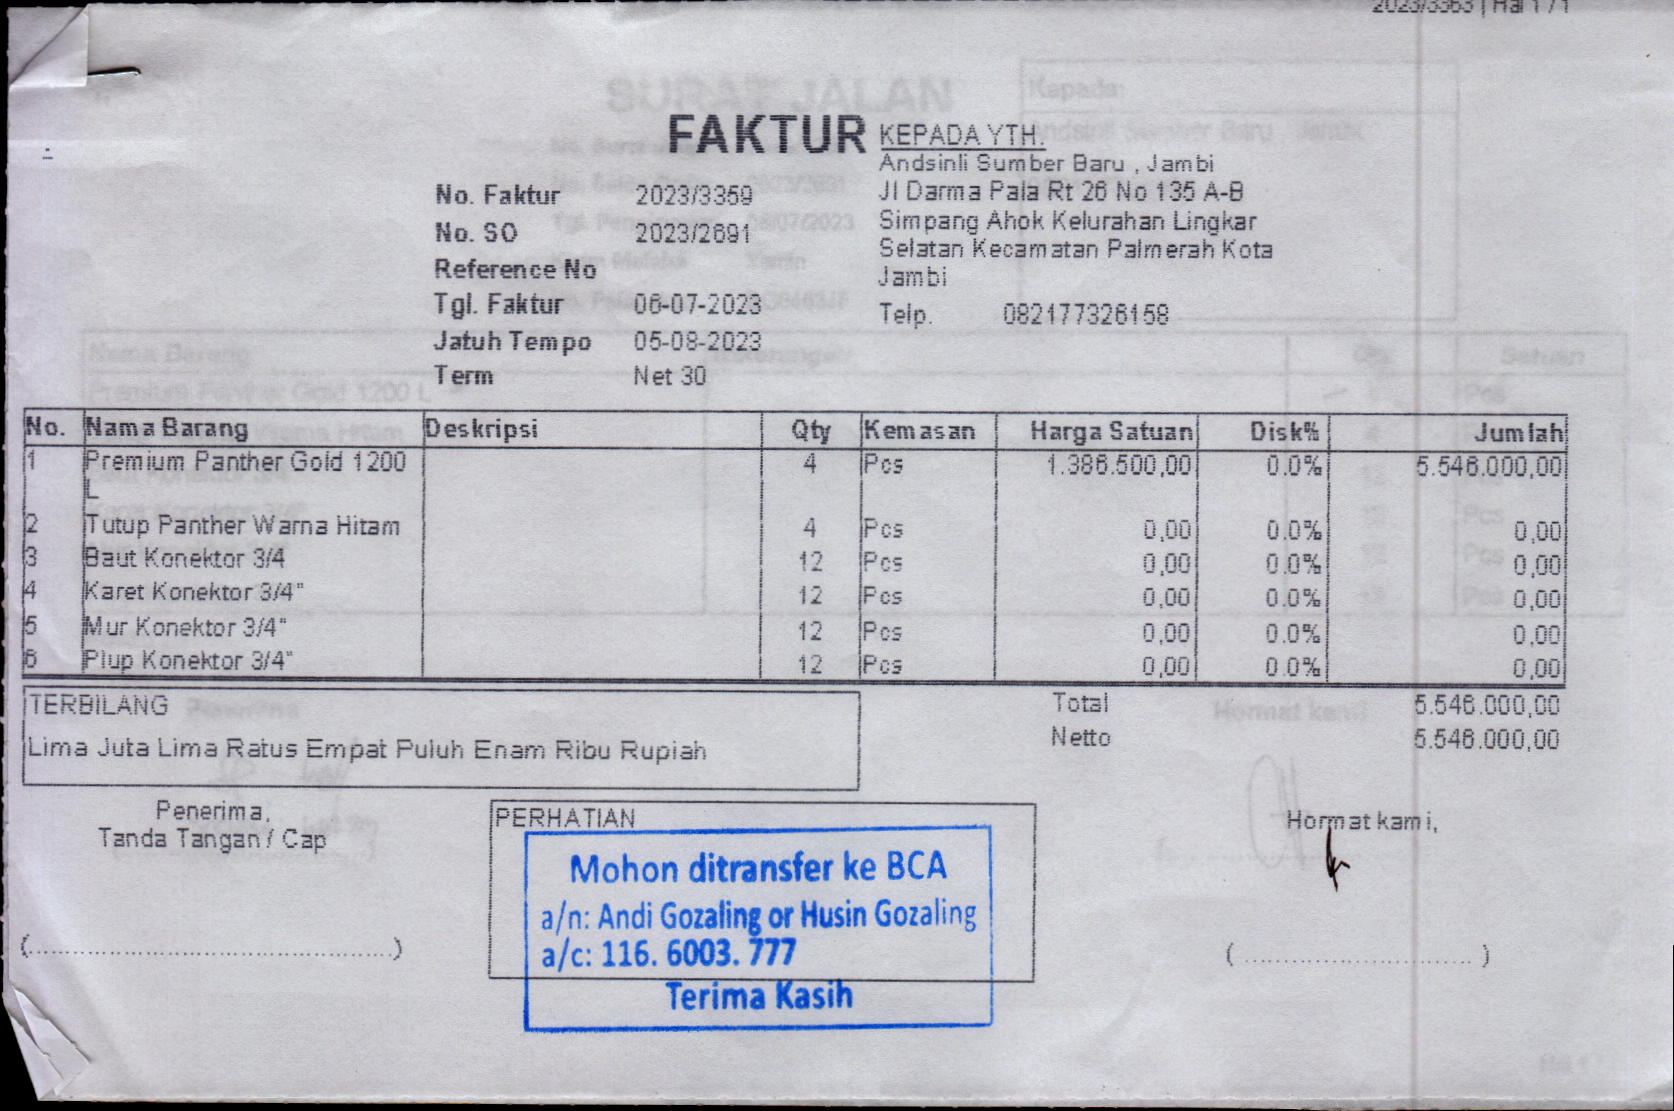 2023/3363 | Hal 1 / 1
FAKTUR
KEPADA YTH.
Andsinli Sumber Baru , Jambi
Jl Darma Pala Rt 26 No 135 A-B
Simpang Ahok Kelurahan Lingkar
Selatan Kecamatan Palmerah Kota
Jambi
Telp. 082177326158
No. Faktur 2023/3359
No. SO 2023/2691
Reference No
Tgl. Faktur 06-07-2023
Jatuh Tempo 05-08-2023
Term Net 30
No. Nama Barang Deskripsi Qty Kemasan Harga Satuan Disk% Jumlah
1 Premium Panther Gold 1200 4 Pcs 1.386.500,00 0.0% 5.546.000,00
L
2 Tutup Panther Warna Hitam 4 Pcs 0,00 0.0% 0,00
3 Baut Konektor 3/4 12 Pcs 0,00 0.0% 0,00
4 Karet Konektor 3/4" 12 Pcs 0,00 0.0% 0,00
5 Mur Konektor 3/4" 12 Pcs 0,00 0.0% 0,00
6 Plup Konektor 3/4" 12 Pcs 0,00 0.0% 0,00
TERBILANG
Lima Juta Lima Ratus Empat Puluh Enam Ribu Rupiah
Total 5.546.000,00
Netto 5.546.000,00
Penerima,
Tanda Tangan / Cap
(..........................................)
PERHATIAN
Mohon ditransfer ke BCA
a/n: Andi Gozaling or Husin Gozaling
a/c: 116. 6003. 777
Terima Kasih
Hormat kami,
( ............................. )